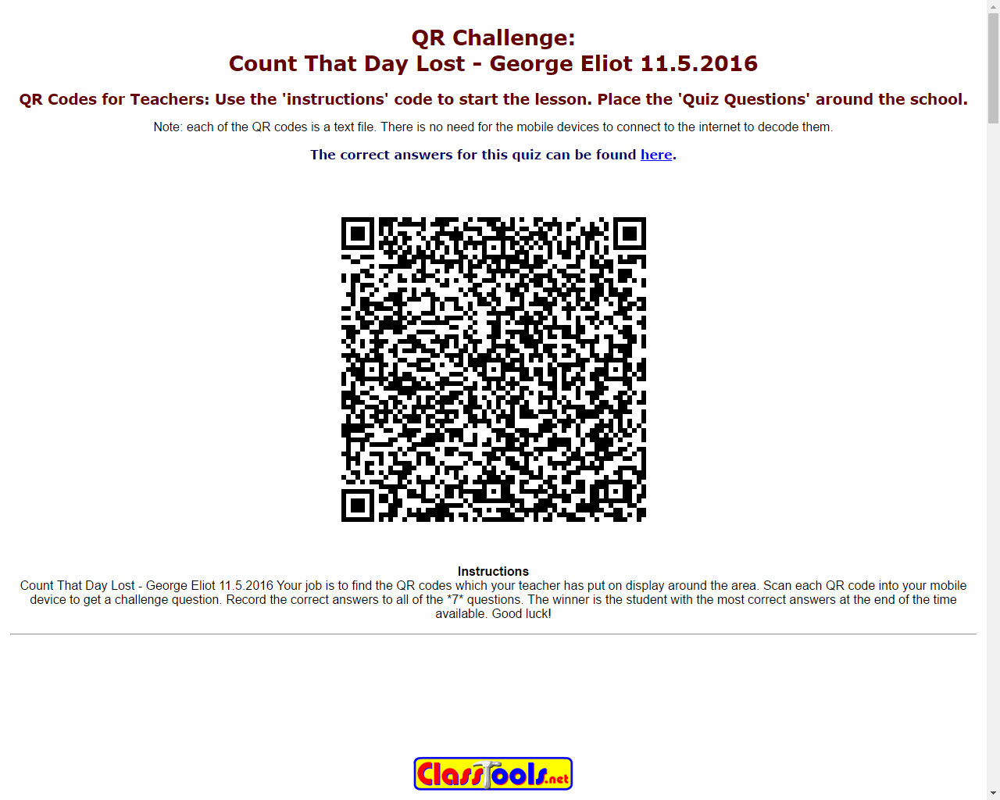 QR Challenge:
Count That Day Lost - George Eliot 11.5.2016
QR Codes for Teachers: Use the 'instructions' code to start the lesson. Place the 'Quiz Questions' around the school.
Note: each of the QR codes is a text file. There is no need for the mobile devices to connect to the internet to decode them.
The correct answers for this quiz can be found here.
Instructions
Count That Day Lost - George Eliot 11.5.2016 Your job is to find the QR codes which your teacher has put on display around the area. Scan each QR code into your mobile
device to get a challenge question. Record the correct answers to all of the *7* questions. The winner is the student with the most correct answers at the end of the time
available. Good luck!
ClassTools.net